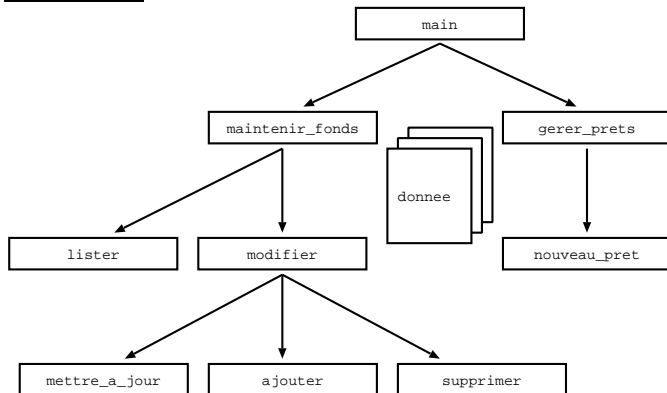 main
maintenir_fonds
gerer_prets
donnee
lister
modifier
nouveau_pret
mettre_a_jour
ajouter
supprimer